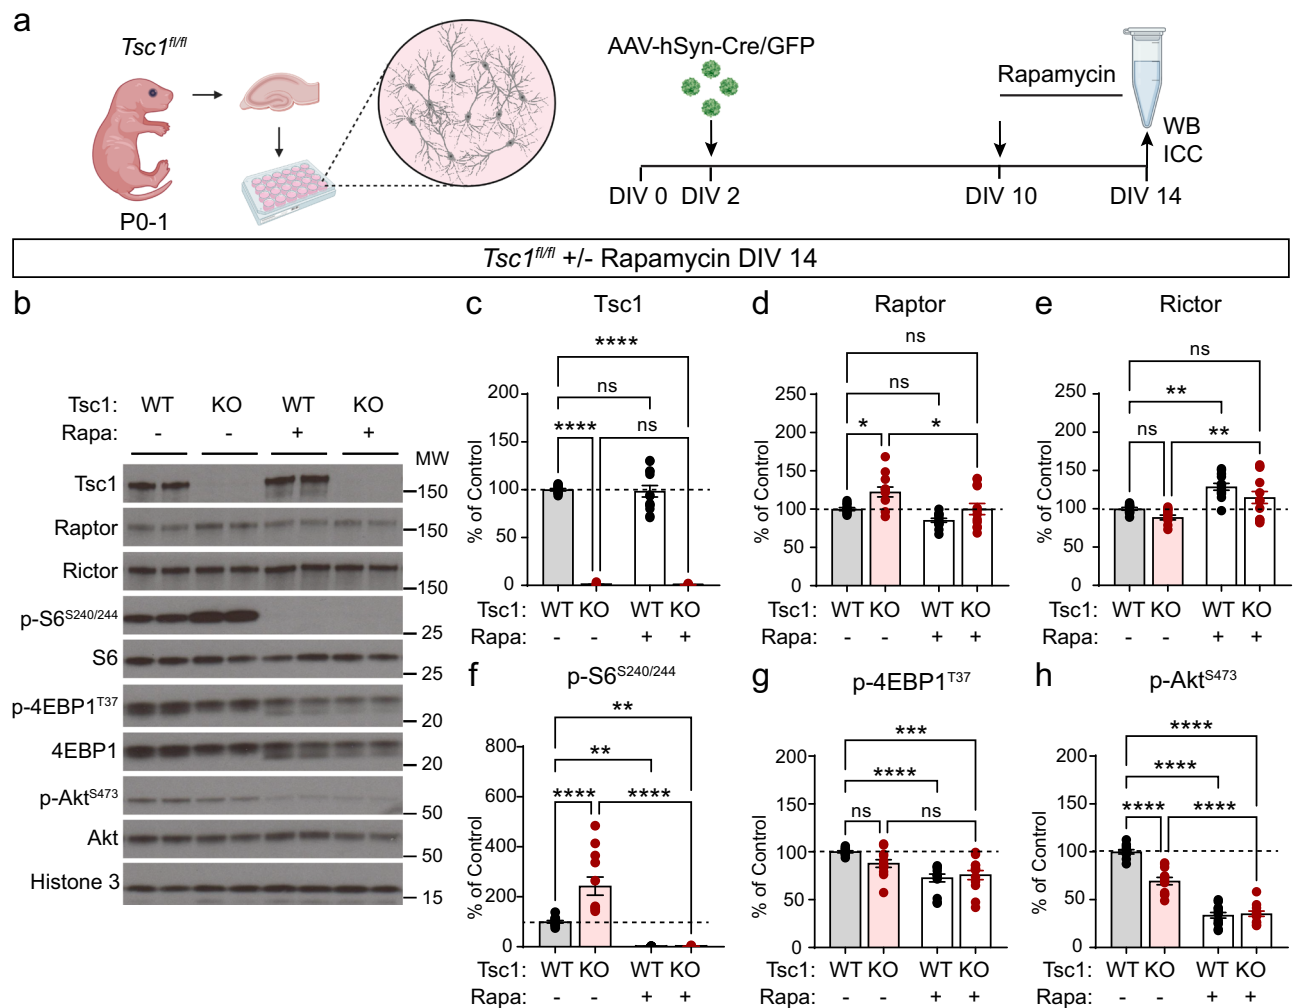 a
Tsc1fl/fl
P0-1
AAV-hSyn-Cre/GFP
Rapamycin
WB
ICC
DIV 0 DIV 2 DIV 10 DIV 14
Tsc1fl/fl +/- Rapamycin DIV 14
b
Tsc1: WT KO WT KO
Rapa: - - + +
MW
Tsc1
150
Raptor
150
Rictor
150
p-S6S240/244
25
S6
25
p-4EBP1T37
20
4EBP1
20
p-AktS473
50
Akt
50
Histone 3
15
c Tsc1
****
ns
**** ns
% of Control
200
150
100
50
0
Tsc1: WT KO WT KO
Rapa: - - + +
d Raptor
ns
ns
* *
% of Control
250
200
150
100
50
0
Tsc1: WT KO WT KO
Rapa: - - + +
e Rictor
ns
**
ns **
% of Control
250
200
150
100
50
0
Tsc1: WT KO WT KO
Rapa: - - + +
f p-S6S240/244
**
**
**** ****
% of Control
800
600
400
200
0
Tsc1: WT KO WT KO
Rapa: - - + +
g p-4EBP1T37
***
****
ns ns
% of Control
200
150
100
50
0
Tsc1: WT KO WT KO
Rapa: - - + +
h p-AktS473
****
****
**** ****
% of Control
200
150
100
50
0
Tsc1: WT KO WT KO
Rapa: - - + +